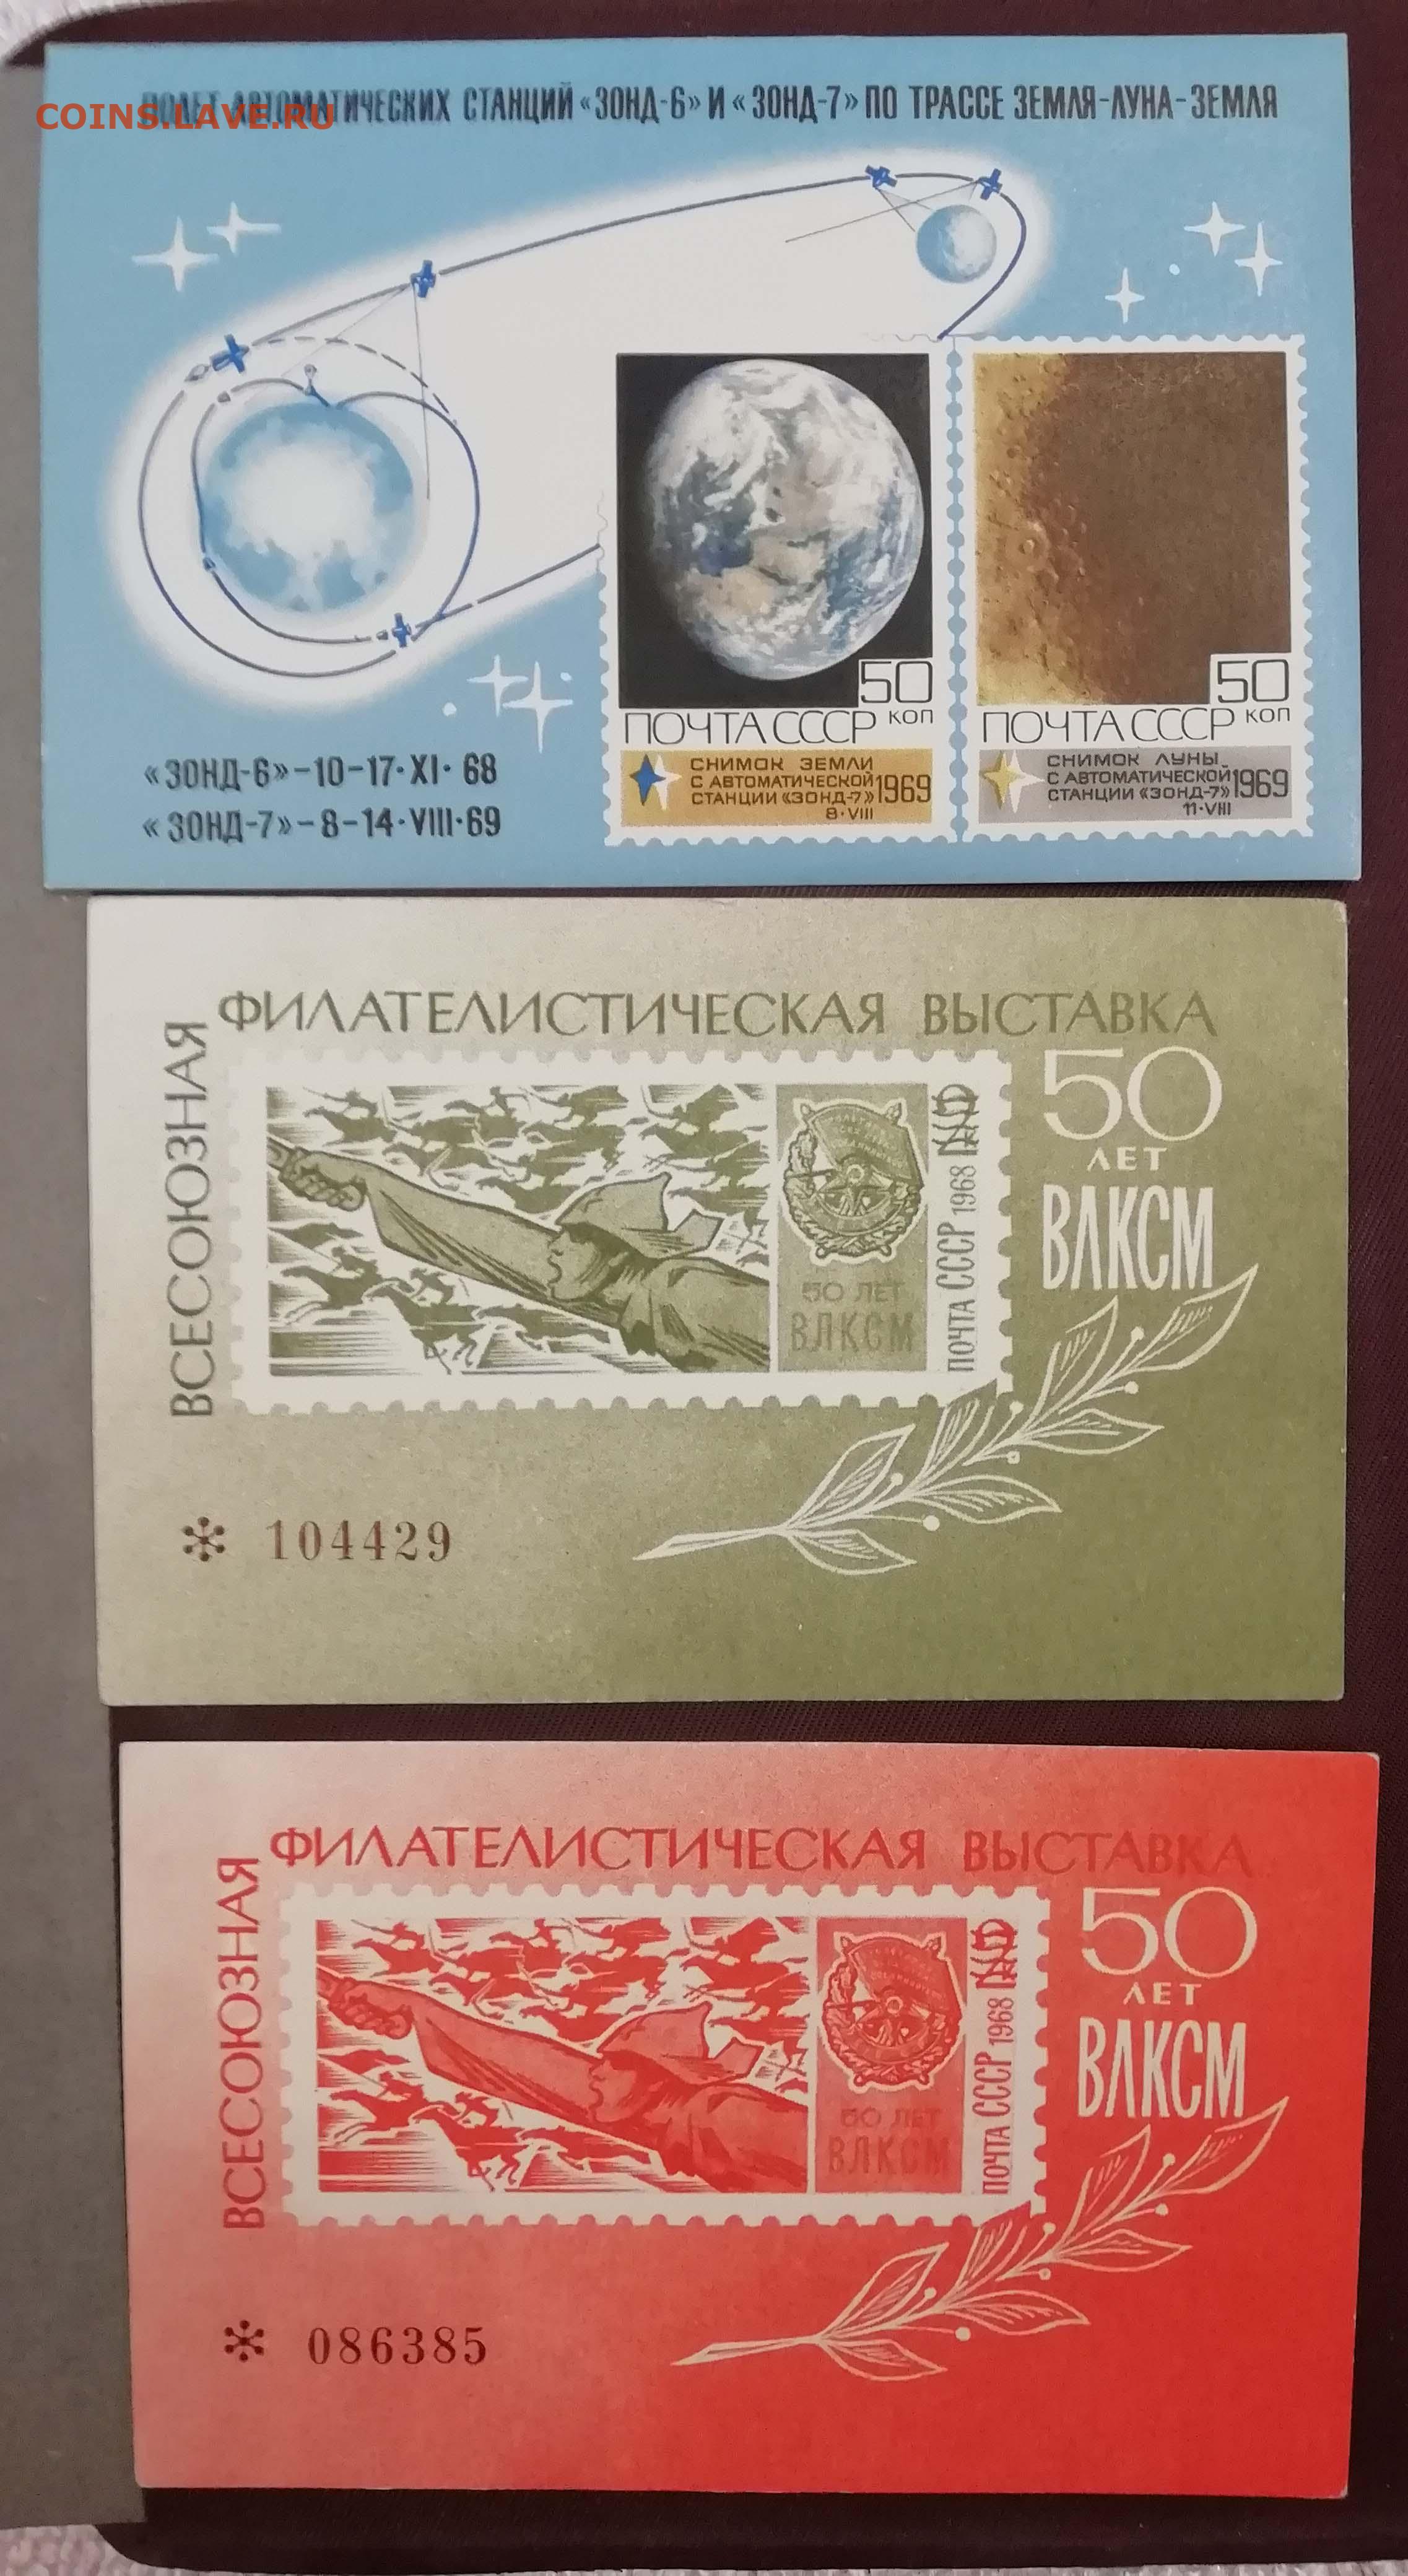 COINS.LAVE.RU
ПОЛЕТ АВТОМАТИЧЕСКИХ СТАНЦИЙ «ЗОНД-6» И «ЗОНД-7» ПО ТРАССЕ ЗЕМЛЯ-ЛУНА-ЗЕМЛЯ
50
КОП
ПОЧТА СССР
СНИМОК ЗЕМЛИ
С АВТОМАТИЧЕСКОЙ
СТАНЦИИ «ЗОНД-7» 1969
8·VIII
50
КОП
ПОЧТА СССР
СНИМОК ЛУНЫ
С АВТОМАТИЧЕСКОЙ
СТАНЦИИ «ЗОНД-7» 1969
11·VIII
«ЗОНД-6»–10–17·XI·68
«ЗОНД-7»–8–14·VIII·69
ВСЕСОЮЗНАЯ
ФИЛАТЕЛИСТИЧЕСКАЯ ВЫСТАВКА
50
ЛЕТ
ВЛКСМ
50 ЛЕТ
ВЛКСМ
ПОЧТА СССР 1968
* 104429
ВСЕСОЮЗНАЯ
ФИЛАТЕЛИСТИЧЕСКАЯ ВЫСТАВКА
50
ЛЕТ
ВЛКСМ
50 ЛЕТ
ВЛКСМ
ПОЧТА СССР 1968
* 086385